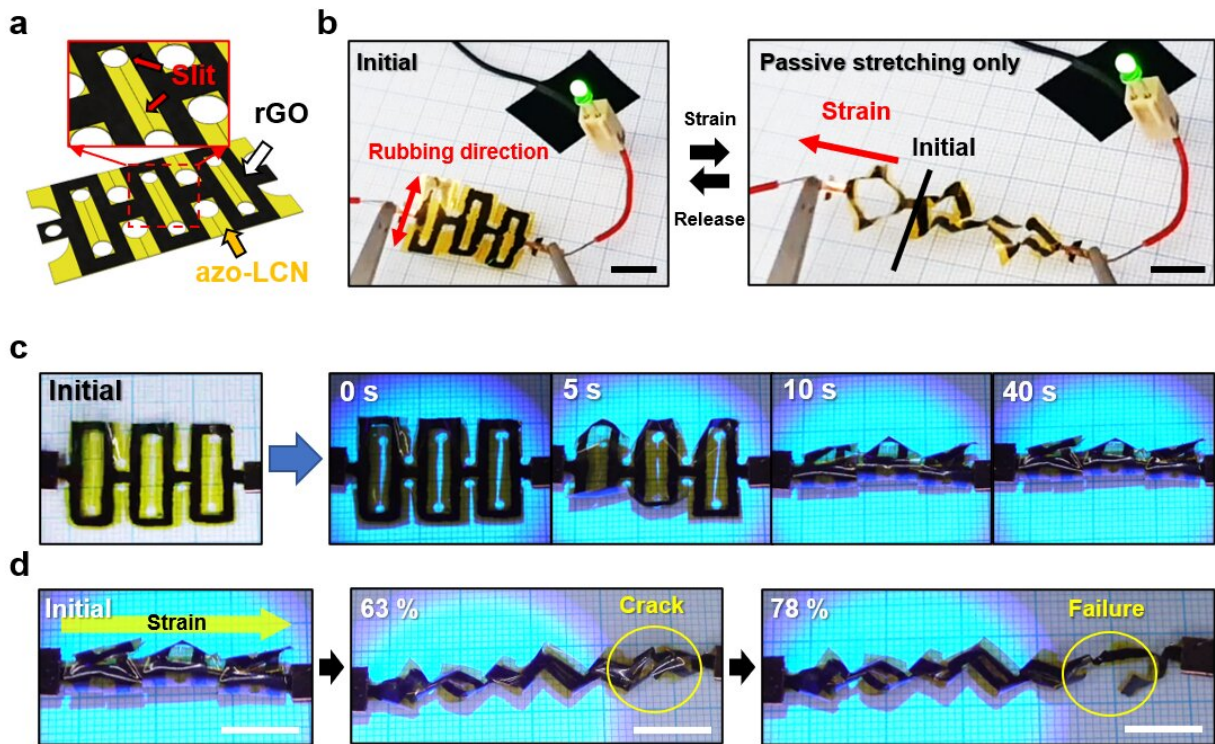 a
Slit
rGO
azo-LCN
b
Initial
Rubbing direction
Strain
Release
Passive stretching only
Strain
Initial
c
Initial
0 s
5 s
10 s
40 s
d
Initial
Strain
63 %
Crack
78 %
Failure